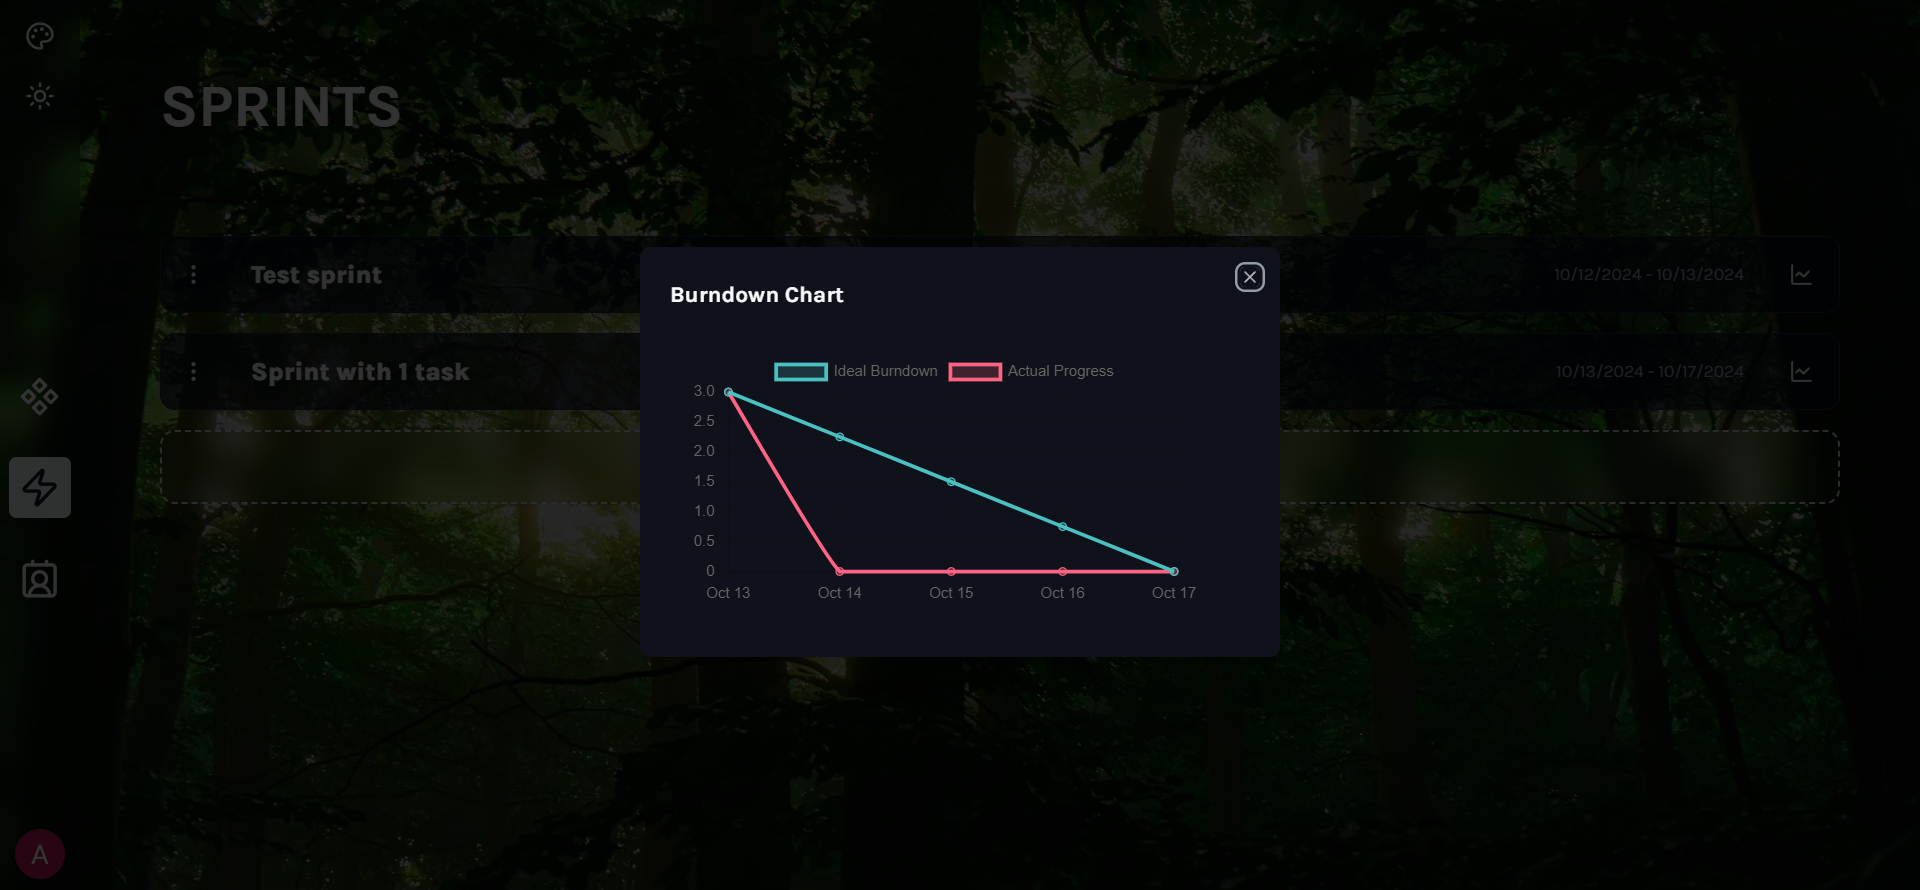 SPRINTS
Test sprint
10/12/2024 - 10/13/2024
Sprint with 1 task
10/13/2024 - 10/17/2024
Burndown Chart
Ideal Burndown
Actual Progress
3.0
2.5
2.0
1.5
1.0
0.5
0
Oct 13 Oct 14 Oct 15 Oct 16 Oct 17
A